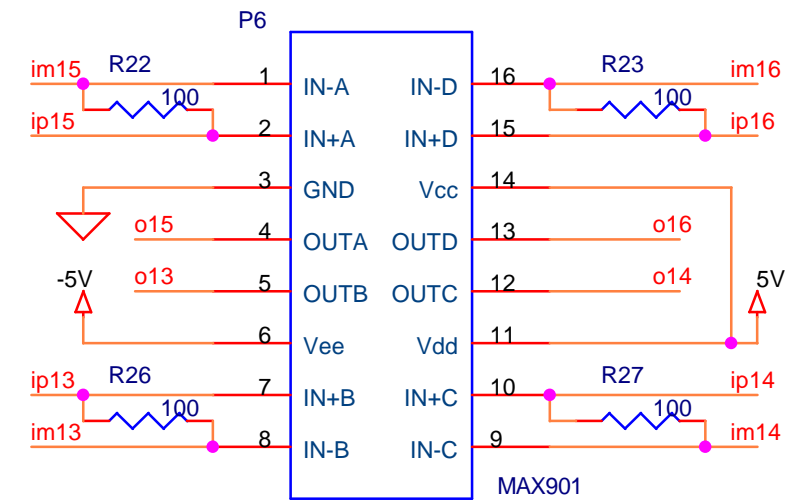 P6
im15 R22 1 IN-A IN-D 16 R23 im16
100 100
ip15 2 IN+A IN+D 15 ip16
3 GND Vcc 14
o15 4 OUTA OUTD 13 o16
-5V o13 5 OUTB OUTC 12 o14 5V
6 Vee Vdd 11
ip13 R26 7 IN+B IN+C 10 R27 ip14
100 100
im13 8 IN-B IN-C 9 im14
MAX901